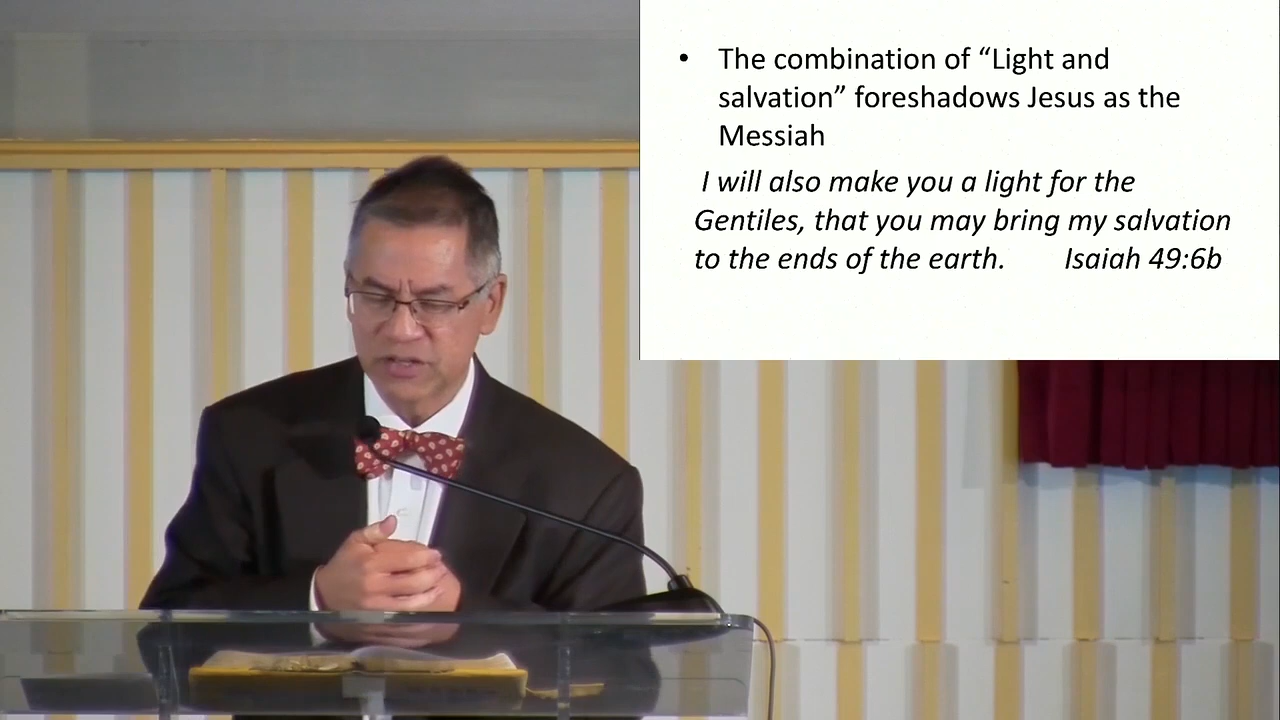 • The combination of “Light and
salvation” foreshadows Jesus as the
Messiah
I will also make you a light for the
Gentiles, that you may bring my salvation
to the ends of the earth. Isaiah 49:6b